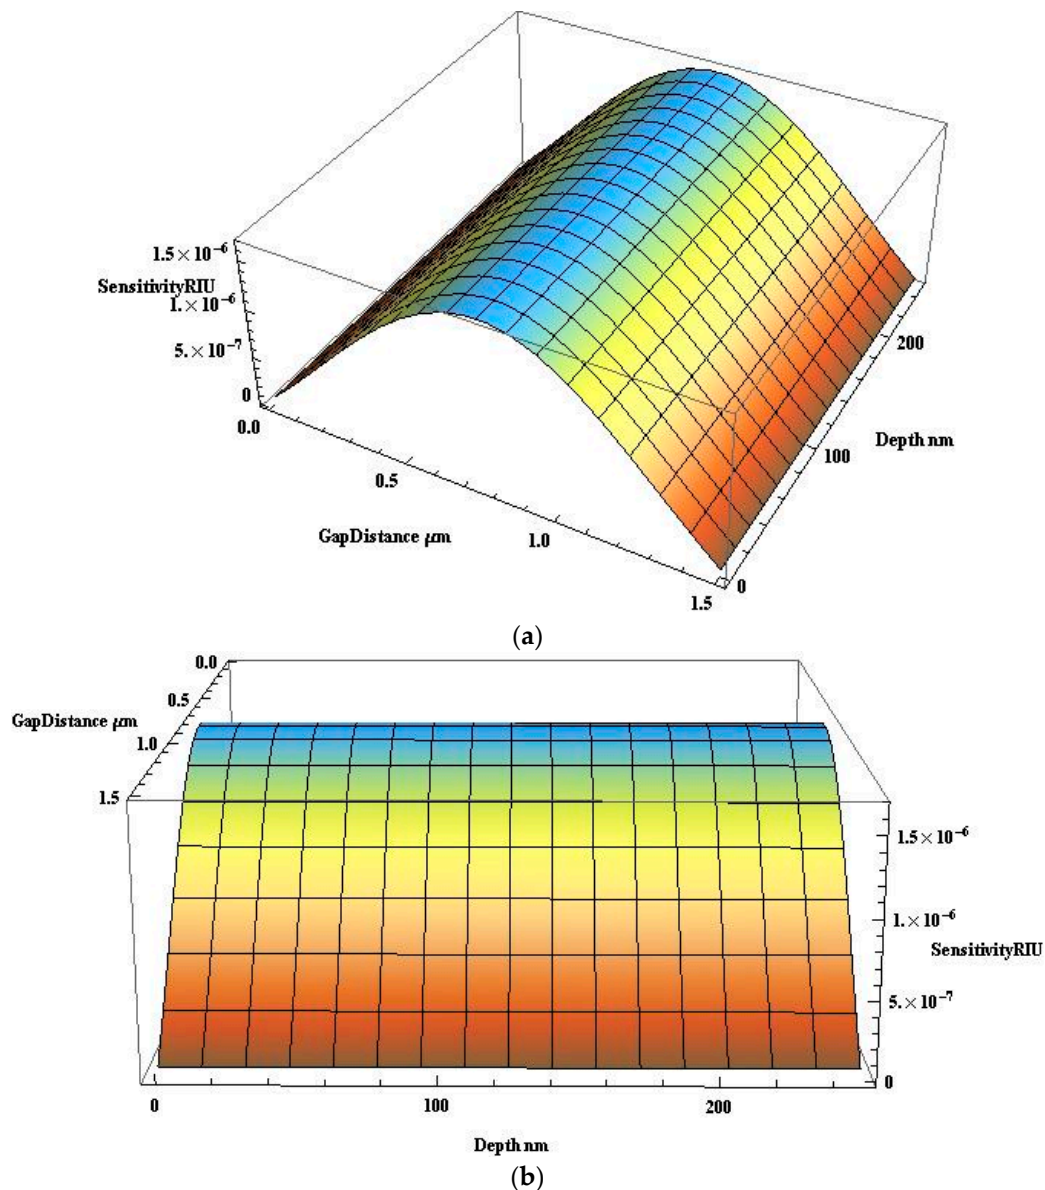 1.5×10⁻⁶
SensitivityRIU
1.×10⁻⁶
5.×10⁻⁷
0
0.0
0.5
GapDistance μm
1.0
1.5
0
100
Depth nm
200
(a)
0.0
0.5
GapDistance μm
1.0
1.5
1.5×10⁻⁶
1.×10⁻⁶
SensitivityRIU
5.×10⁻⁷
0
0 100 200
Depth nm
(b)